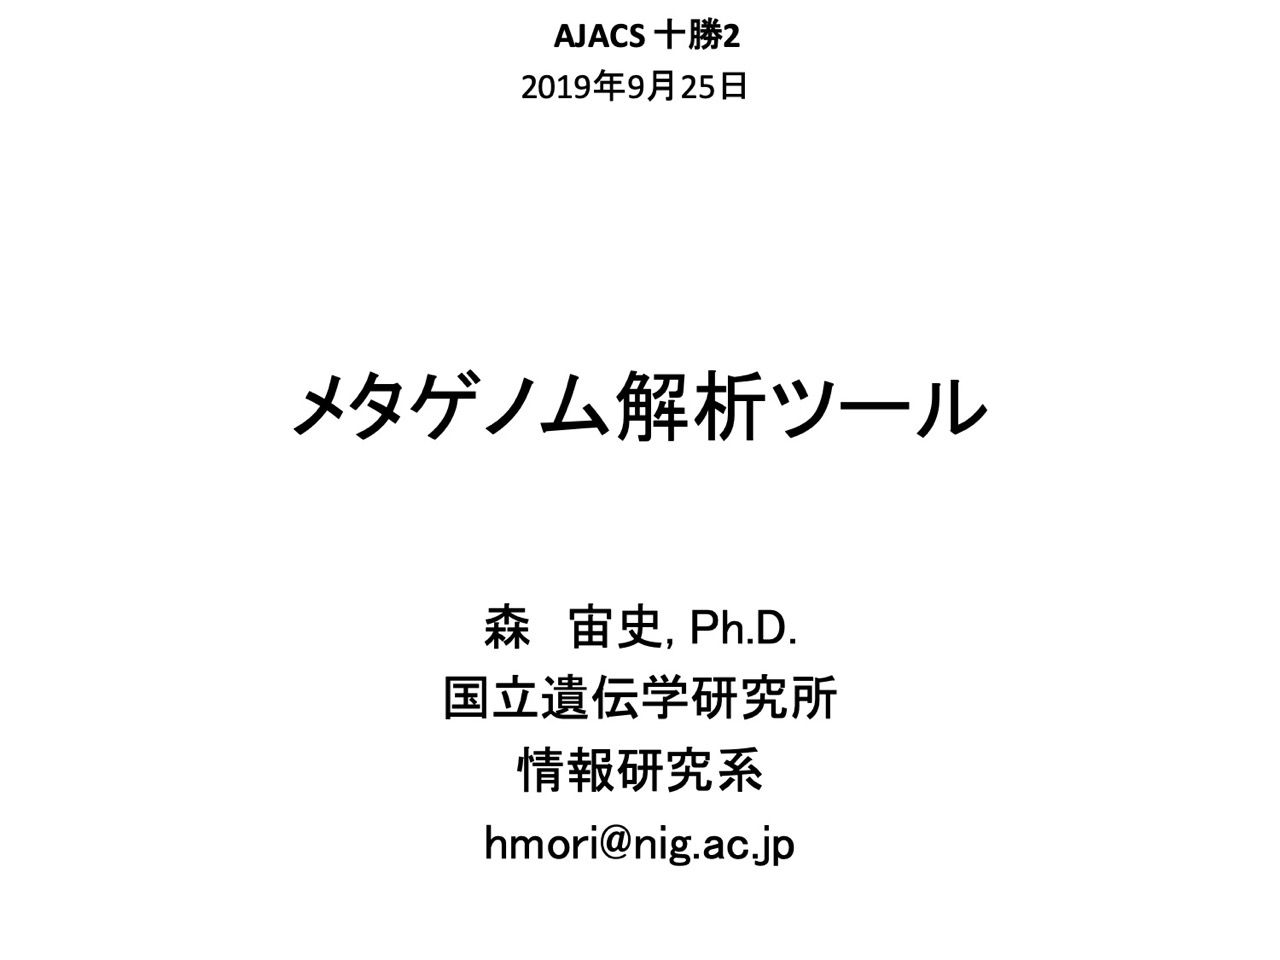 AJACS 十勝2
2019年9月25日
メタゲノム解析ツール
森　宙史, Ph.D.
国立遺伝学研究所
情報研究系
hmori@nig.ac.jp